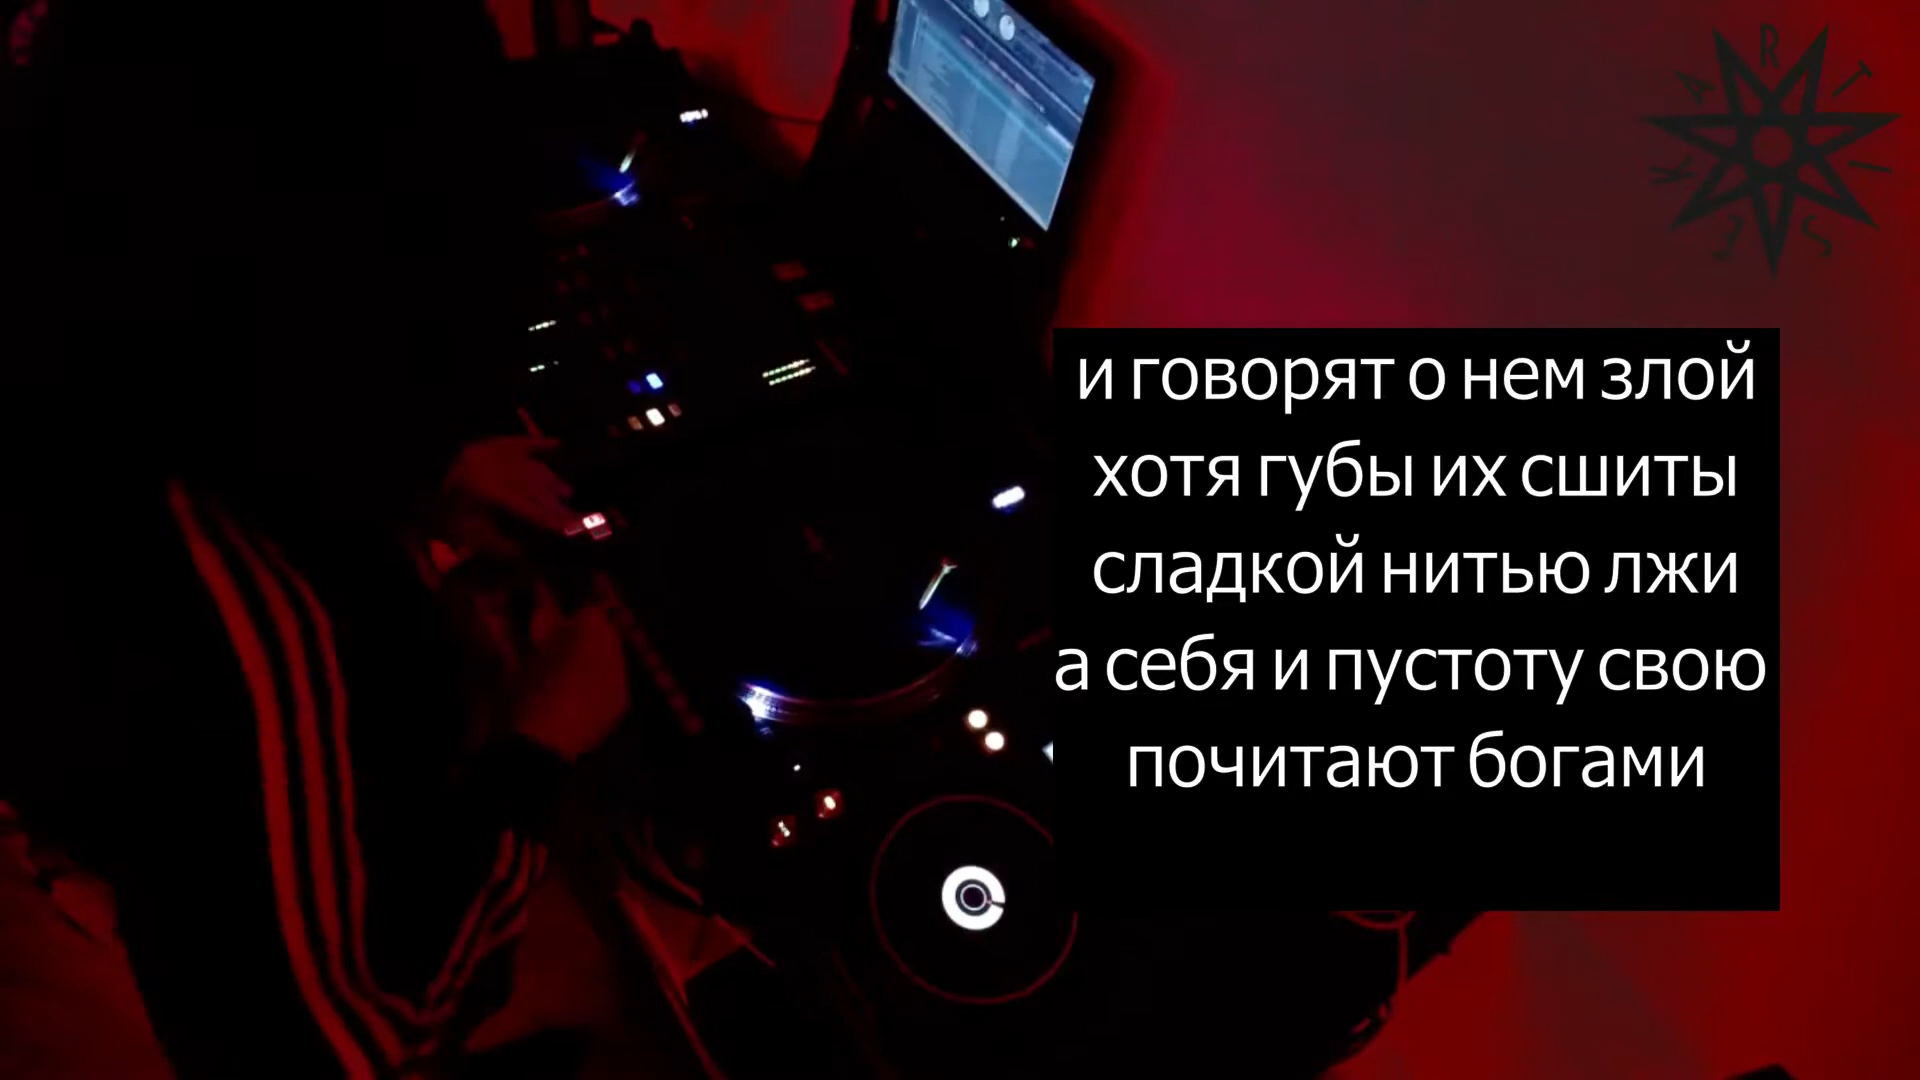 и говорят о нем злой
хотя губы их сшиты
сладкой нитью лжи
а себя и пустоту свою
почитают богами